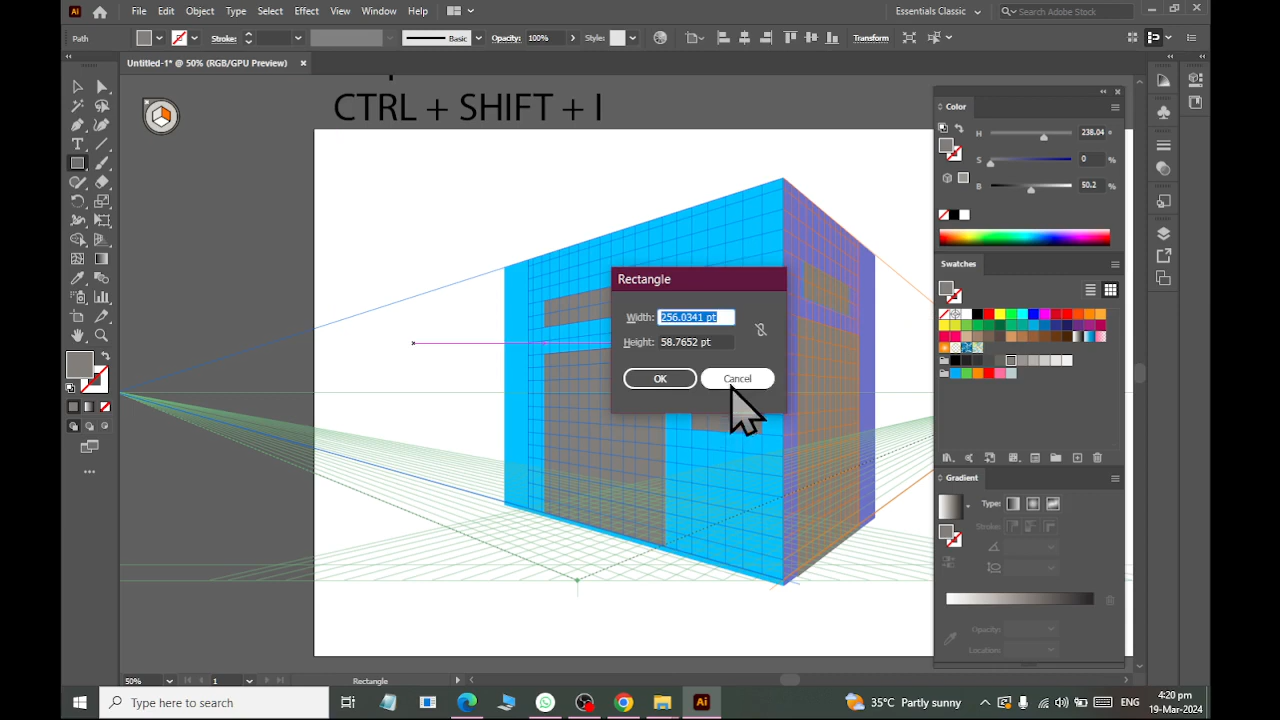 Ai File Edit Object Type Select Effect View Window Help Essentials Classic Search Adobe Stock
Path Stroke: Basic Opacity: 100% Style: Transform
Untitled-1* @ 50% (RGB/GPU Preview) ×
CTRL + SHIFT + I
Color
H 238.04 °
S 0 %
B 50.2 %
Swatches
Rectangle
Width: 256.0341 pt
Height: 58.7652 pt
OK Cancel
Gradient
Type:
Stroke:
Opacity:
Location:
50% 1 Rectangle
Type here to search Ai 35°C Partly sunny ENG 4:20 pm
19-Mar-2024